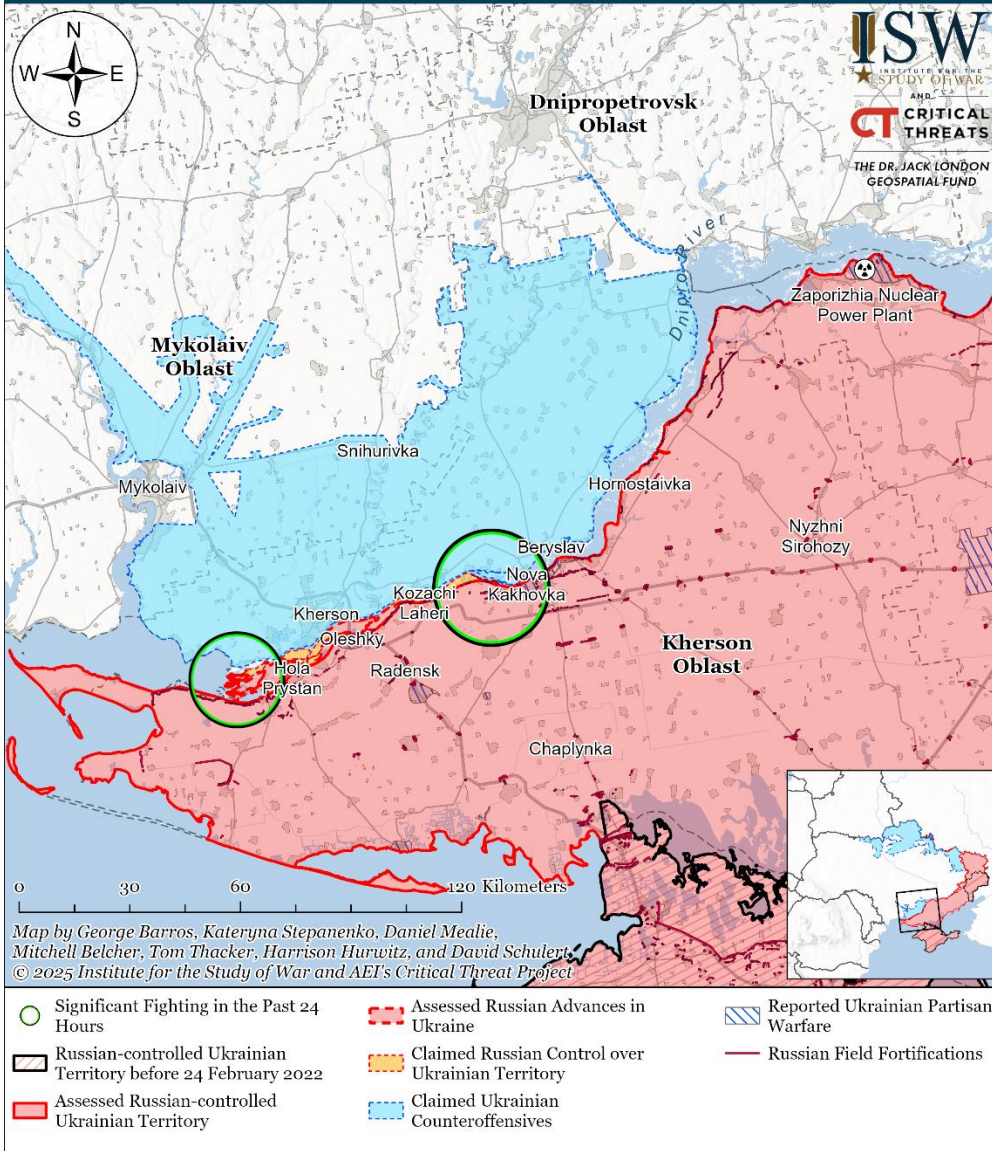 N
W E
S
ISW
INSTITUTE FOR THE
STUDY OF WAR
AND
CT CRITICAL
THREATS
THE DR. JACK LONDON
GEOSPATIAL FUND
Dnipropetrovsk
Oblast
Dnipro River
Zaporizhia Nuclear
Power Plant
Mykolaiv
Oblast
Snihurivka
Mykolaiv
Hornostaivka
Nyzhni
Sirohozy
Beryslav
Nova
Kakhovka
Kozachi
Laheri
Kherson
Oleshky
Kherson
Oblast
Hola
Prystan
Radensk
Chaplynka
0 30 60 120 Kilometers
Map by George Barros, Kateryna Stepanenko, Daniel Mealie,
Mitchell Belcher, Tom Thacker, Harrison Hurwitz, and David Schulert
© 2025 Institute for the Study of War and AEI's Critical Threat Project
Significant Fighting in the Past 24
Hours
Russian-controlled Ukrainian
Territory before 24 February 2022
Assessed Russian-controlled
Ukrainian Territory
Assessed Russian Advances in
Ukraine
Claimed Russian Control over
Ukrainian Territory
Claimed Ukrainian
Counteroffensives
Reported Ukrainian Partisan
Warfare
Russian Field Fortifications